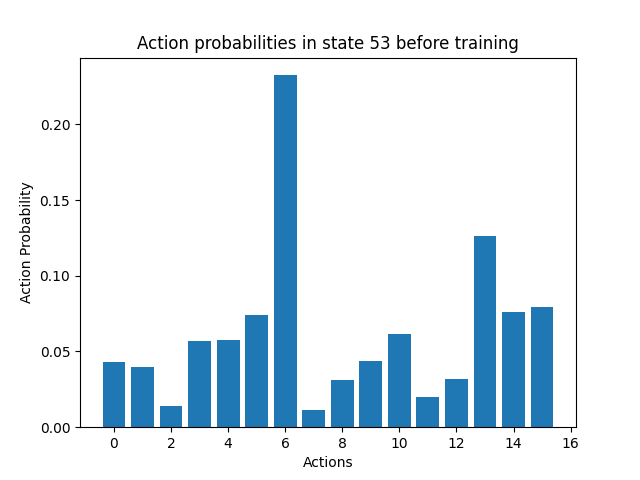 Action probabilities in state 53 before training
0.20
0.15
0.10
0.05
0.00
Action Probability
0 2 4 6 8 10 12 14 16
Actions